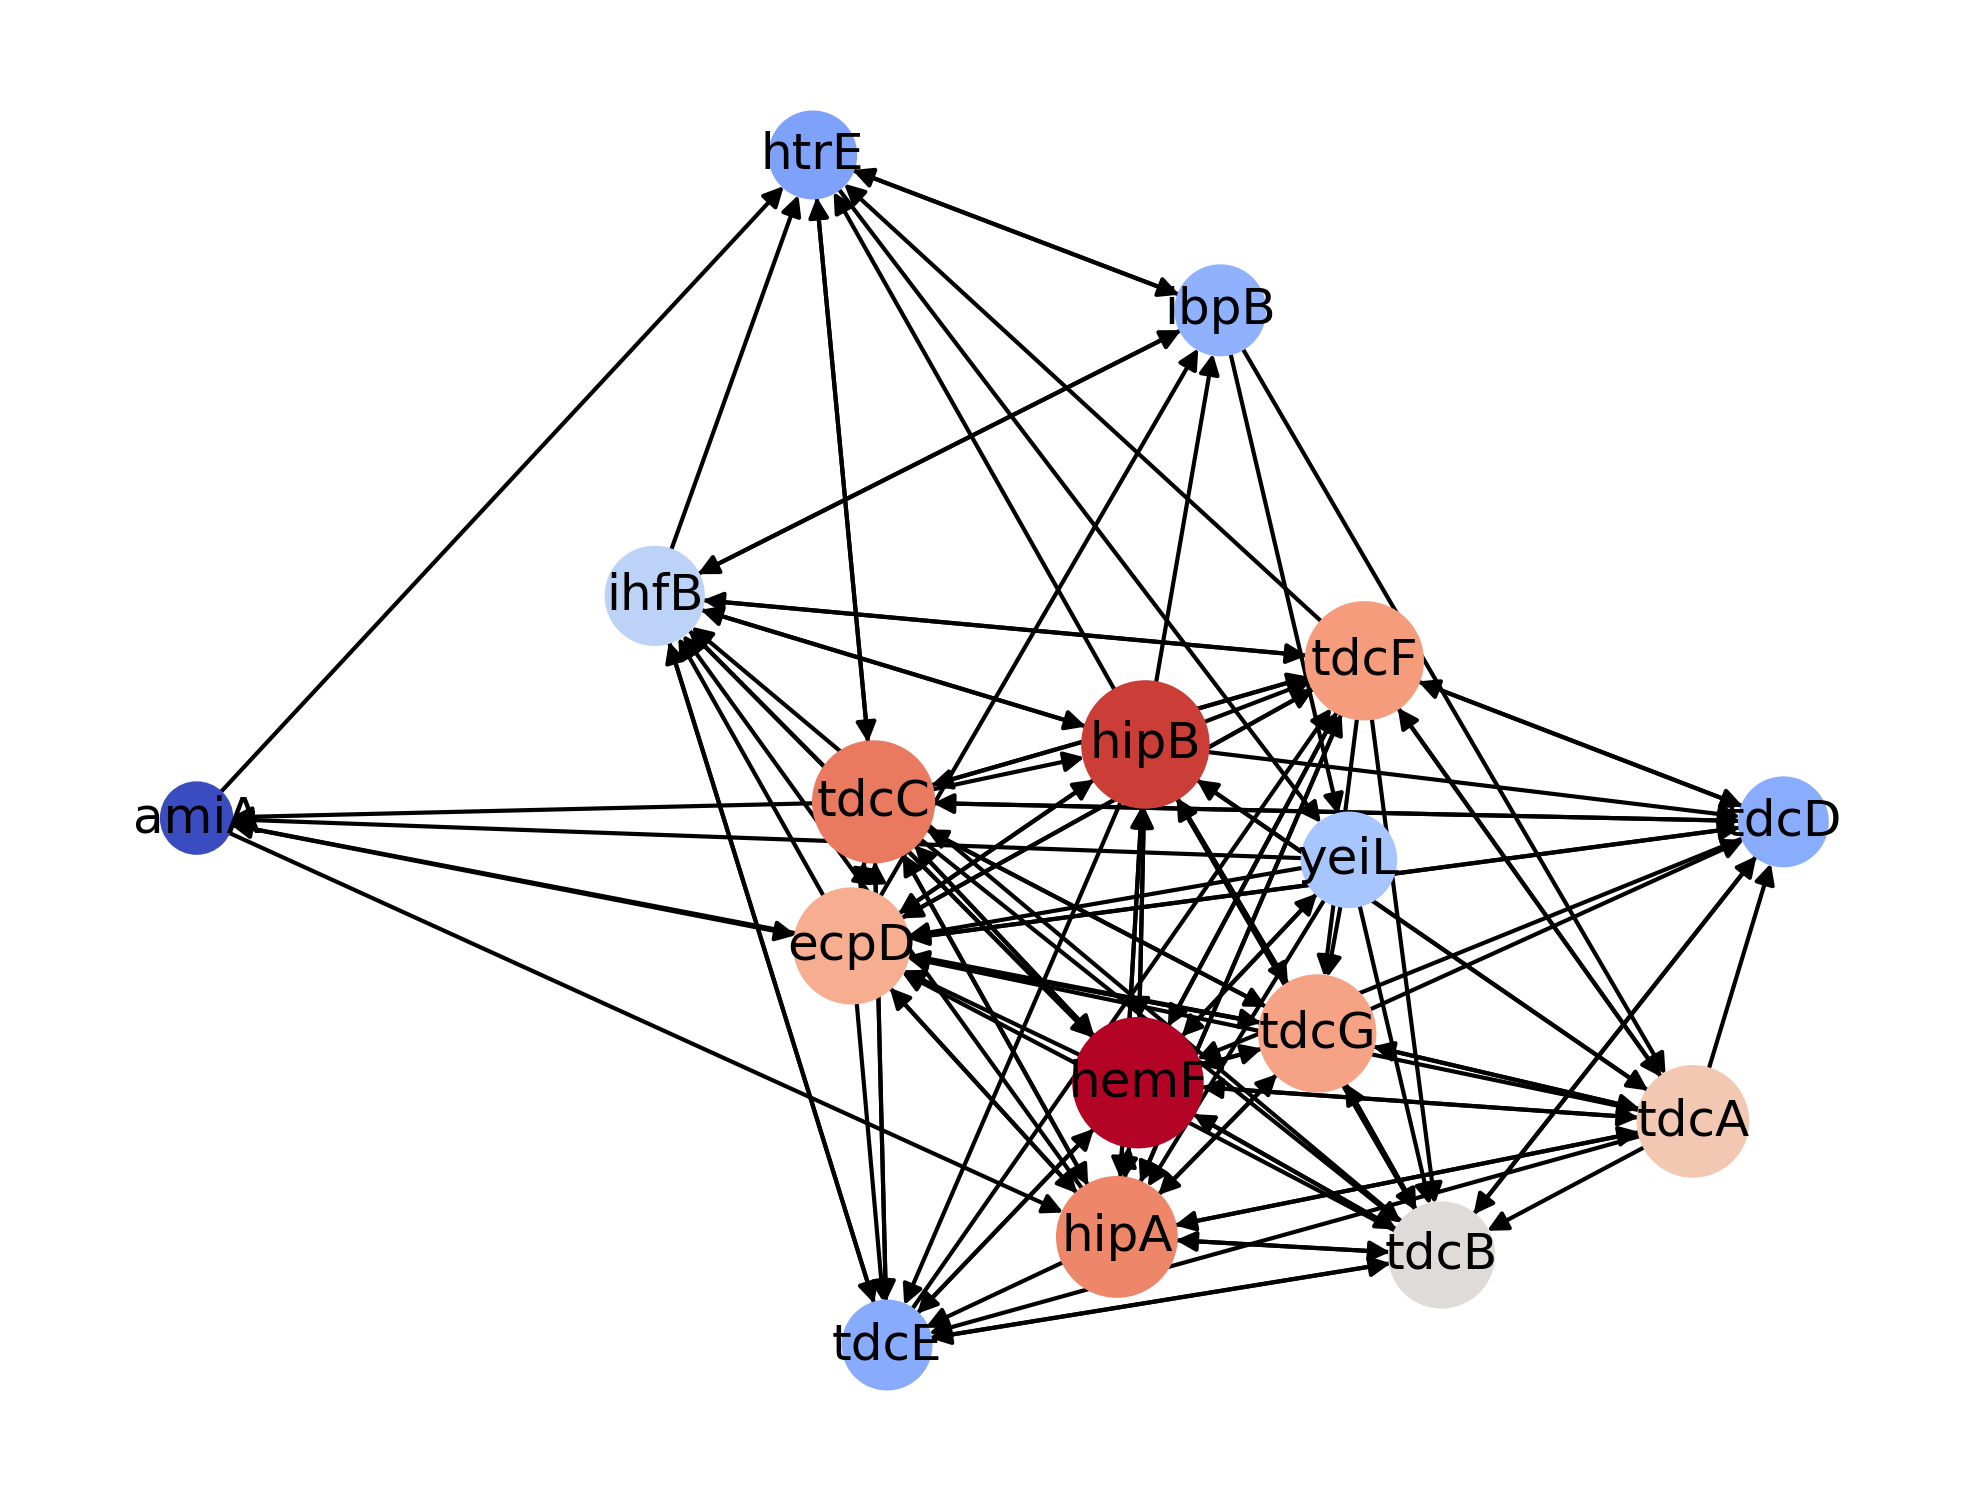 htrE
ibpB
ihfB
tdcF
hipB
tdcC
amiA
tdcD
yeiL
ecpD
tdcG
hemF
tdcA
hipA
tdcB
tdcE